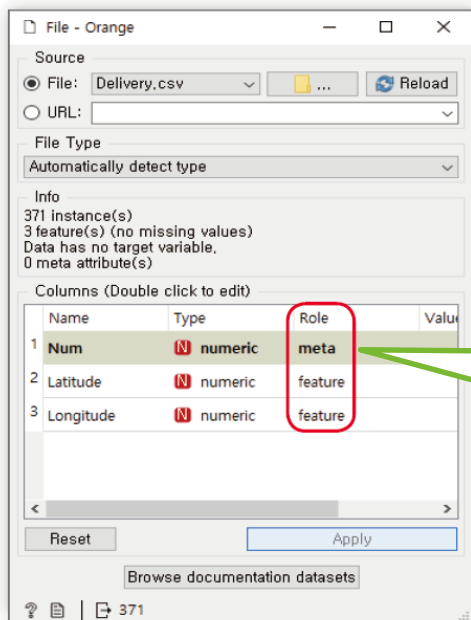 File - Orange
Source
File: Delivery.csv ... Reload
URL:
File Type
Automatically detect type
Info
371 instance(s)
3 feature(s) (no missing values)
Data has no target variable.
0 meta attribute(s)
Columns (Double click to edit)
Name Type Role
1 Num N numeric meta
2 Latitude N numeric feature
3 Longitude N numeric feature
Reset Apply
Browse documentation datasets
? 371